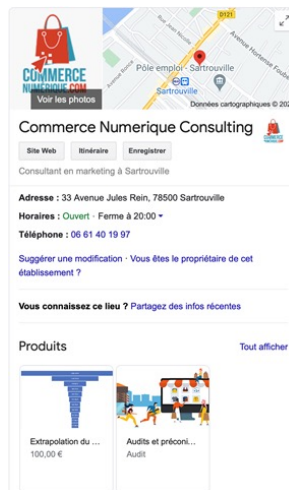 COMMERCE
NUMÉRIQUE.COM
Voir les photos
D121
Rue Jean Nicolle
Avenue Hortense Foubert
Avenue Rocca
Pôle emploi - Sartrouville
Sartrouville
Données cartographiques © 202
Commerce Numerique Consulting
Site Web
Itinéraire
Enregistrer
Consultant en marketing à Sartrouville
Adresse : 33 Avenue Jules Rein, 78500 Sartrouville
Horaires : Ouvert · Ferme à 20:00
Téléphone : 06 61 40 19 97
Suggérer une modification · Vous êtes le propriétaire de cet
établissement ?
Vous connaissez ce lieu ? Partagez des infos récentes
Produits
Tout afficher
Extrapolation du ...
100,00 €
Audits et préconi...
Audit